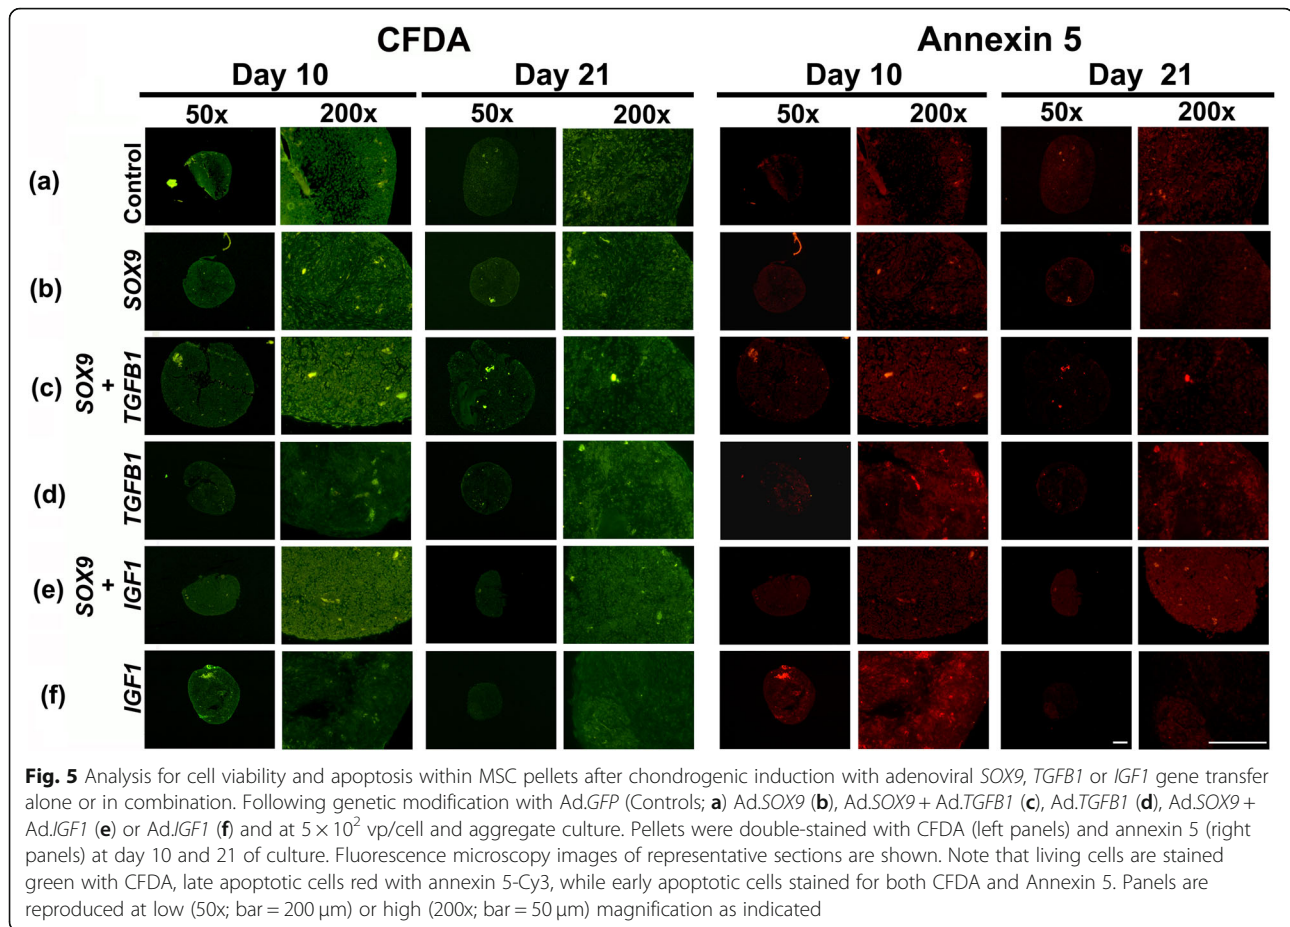 CFDA Annexin 5
Day 10 Day 21 Day 10 Day 21
50x 200x 50x 200x 50x 200x 50x 200x
(a) Control
(b) SOX9
(c) SOX9 + TGFB1
(d) TGFB1
(e) SOX9 + IGF1
(f) IGF1
Fig. 5 Analysis for cell viability and apoptosis within MSC pellets after chondrogenic induction with adenoviral SOX9, TGFB1 or IGF1 gene transfer
alone or in combination. Following genetic modification with Ad.GFP (Controls; a) Ad.SOX9 (b), Ad.SOX9 + Ad.TGFB1 (c), Ad.TGFB1 (d), Ad.SOX9 +
Ad.IGF1 (e) or Ad.IGF1 (f) and at 5 × 10² vp/cell and aggregate culture. Pellets were double-stained with CFDA (left panels) and annexin 5 (right
panels) at day 10 and 21 of culture. Fluorescence microscopy images of representative sections are shown. Note that living cells are stained
green with CFDA, late apoptotic cells red with annexin 5-Cy3, while early apoptotic cells stained for both CFDA and Annexin 5. Panels are
reproduced at low (50x; bar = 200 μm) or high (200x; bar = 50 μm) magnification as indicated